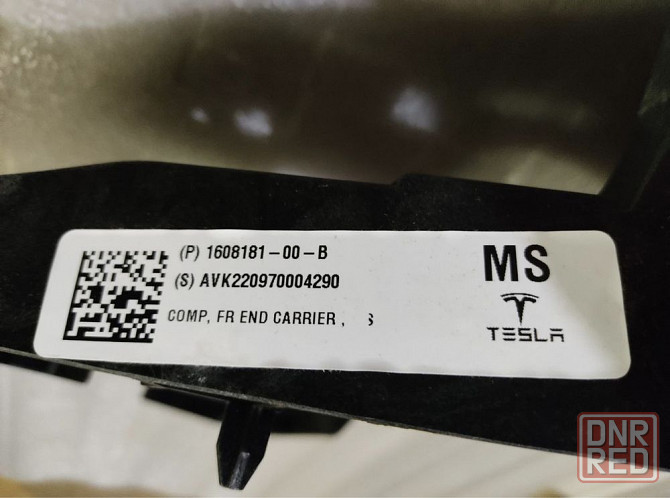 (P) 1608181-00-B
(S) AVK220970004290
COMP, FR END CARRIER ,
MS
TESLA
DNR
RED